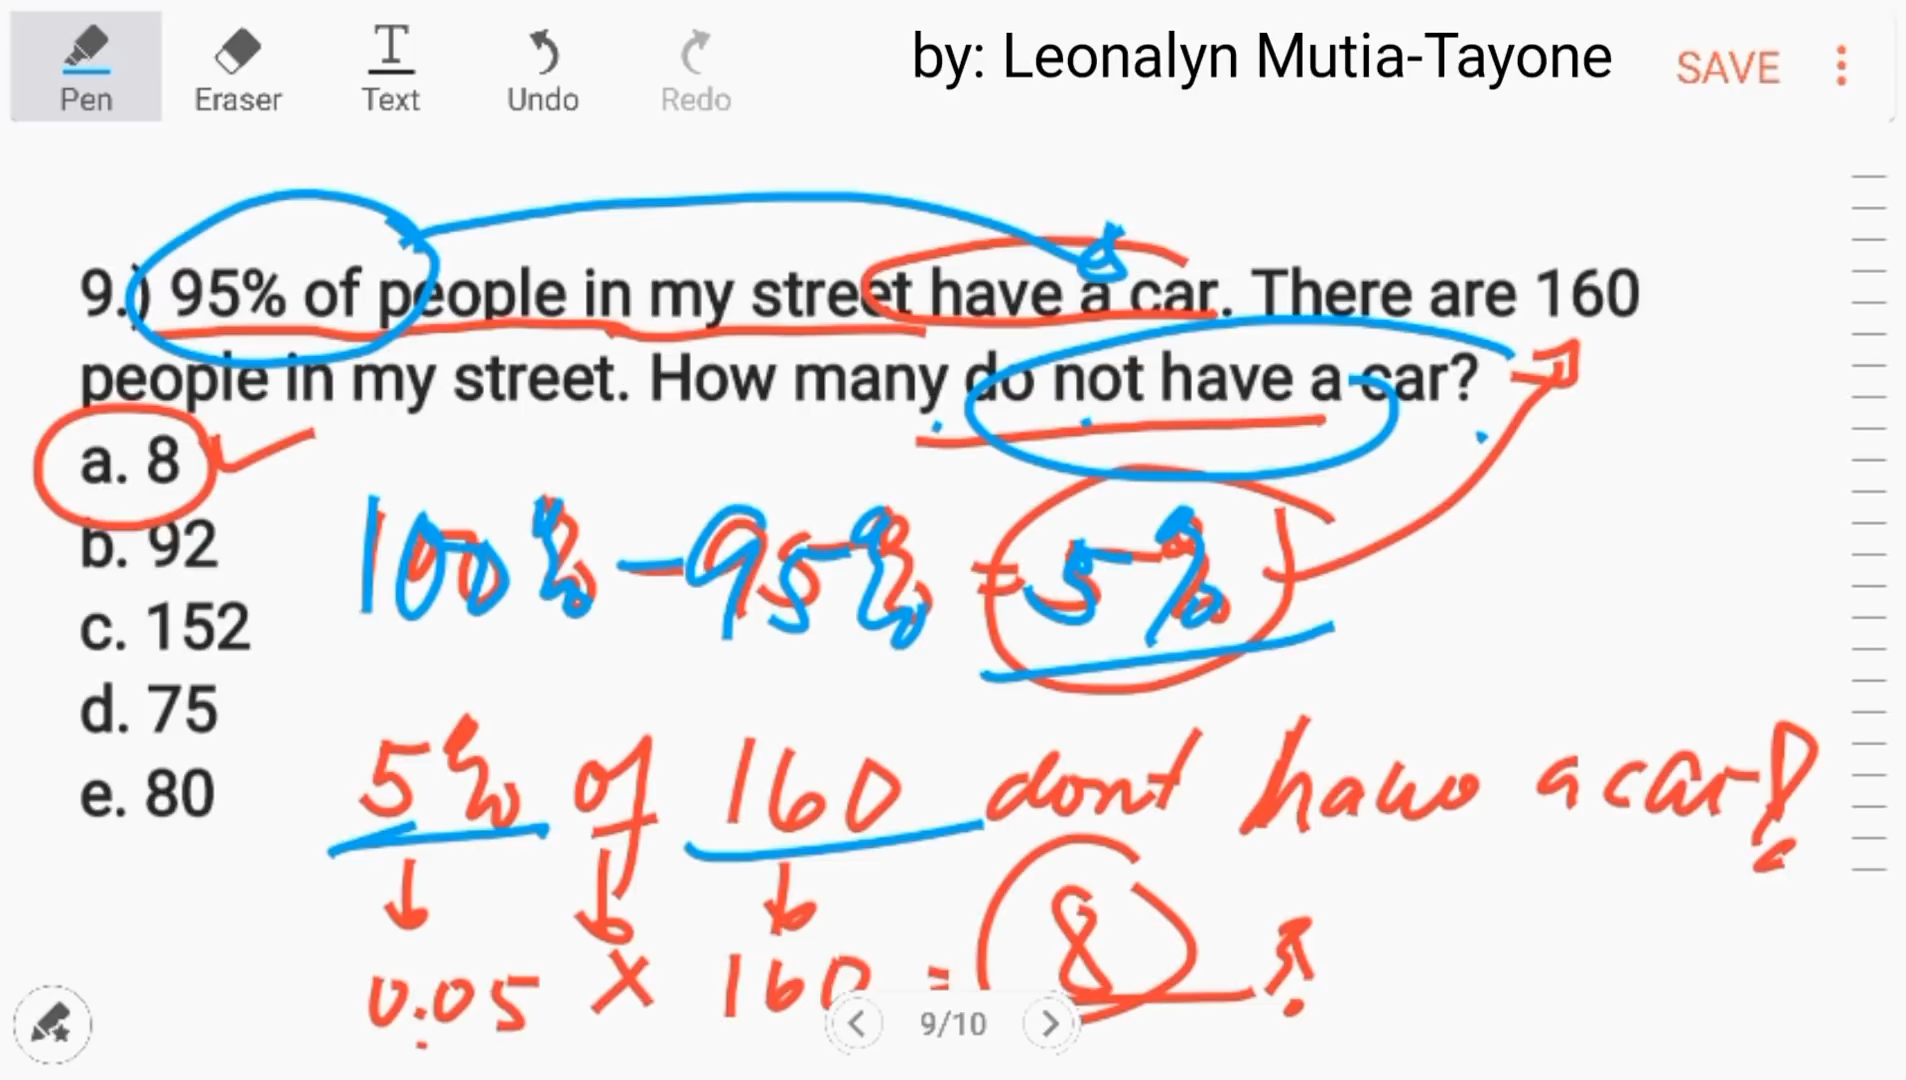 Pen Eraser Text Undo Redo by: Leonalyn Mutia-Tayone SAVE
9.) 95% of people in my street have a car. There are 160
people in my street. How many do not have a car?
a. 8
b. 92
c. 152
d. 75
e. 80
100% - 95% = 5%
5% of 160 dont have a car?
0.05 x 160 = 8
9/10